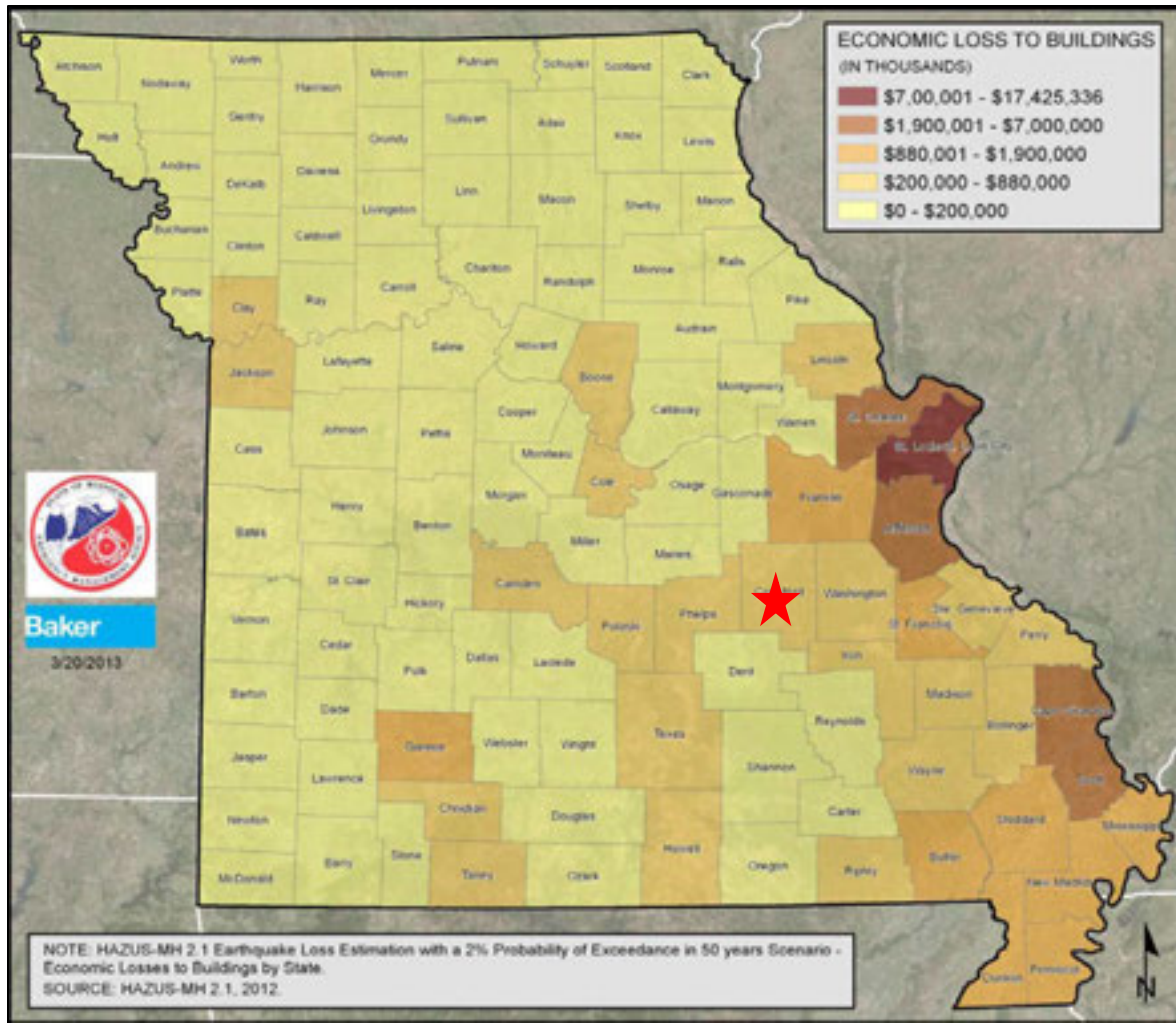 ECONOMIC LOSS TO BUILDINGS
(IN THOUSANDS)
$7,00,001 - $17,425,336
$1,900,001 - $7,000,000
$880,001 - $1,900,000
$200,000 - $880,000
$0 - $200,000
Atchison
Nodaway
Worth
Harrison
Mercer
Putnam
Schuyler
Scotland
Clark
Holt
Gentry
Grundy
Sullivan
Adair
Knox
Lewis
Andrew
DeKalb
Daviess
Livingston
Linn
Macon
Shelby
Marion
Buchanan
Clinton
Caldwell
Chariton
Randolph
Monroe
Ralls
Platte
Clay
Ray
Carroll
Pike
Jackson
Lafayette
Saline
Howard
Boone
Audrain
Lincoln
Cooper
Callaway
Montgomery
Warren
St. Charles
Cass
Johnson
Pettis
Moniteau
Cole
Osage
Gasconade
Franklin
Jefferson
Bates
Henry
Benton
Morgan
Miller
Maries
Vernon
St. Clair
Hickory
Camden
Pulaski
Phelps
Washington
Ste. Genevieve
St. Francois
Perry
Cedar
Polk
Dallas
Laclede
Dent
Iron
Madison
Bollinger
Barton
Dade
Greene
Webster
Wright
Texas
Reynolds
Jasper
Lawrence
Christian
Douglas
Shannon
Wayne
Scott
Newton
Barry
Stone
Taney
Ozark
Howell
Oregon
Carter
Ripley
Butler
Stoddard
Mississippi
McDonald
New Madrid
Dunklin
Pemiscot
Baker
3/20/2013
NOTE: HAZUS-MH 2.1 Earthquake Loss Estimation with a 2% Probability of Exceedance in 50 years Scenario -
Economic Losses to Buildings by State.
SOURCE: HAZUS-MH 2.1, 2012.
N